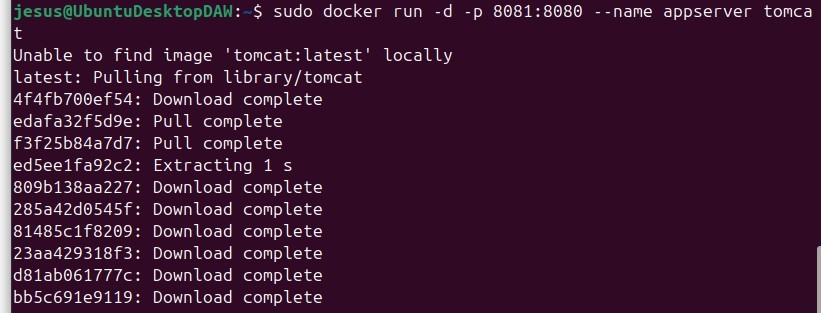 jesus@UbuntuDesktopDAW:~$ sudo docker run -d -p 8081:8080 --name appserver tomca
t
Unable to find image 'tomcat:latest' locally
latest: Pulling from library/tomcat
4f4fb700ef54: Download complete
edafa32f5d9e: Pull complete
f3f25b84a7d7: Pull complete
ed5ee1fa92c2: Extracting 1 s
809b138aa227: Download complete
285a42d0545f: Download complete
81485c1f8209: Download complete
23aa429318f3: Download complete
d81ab061777c: Download complete
bb5c691e9119: Download complete